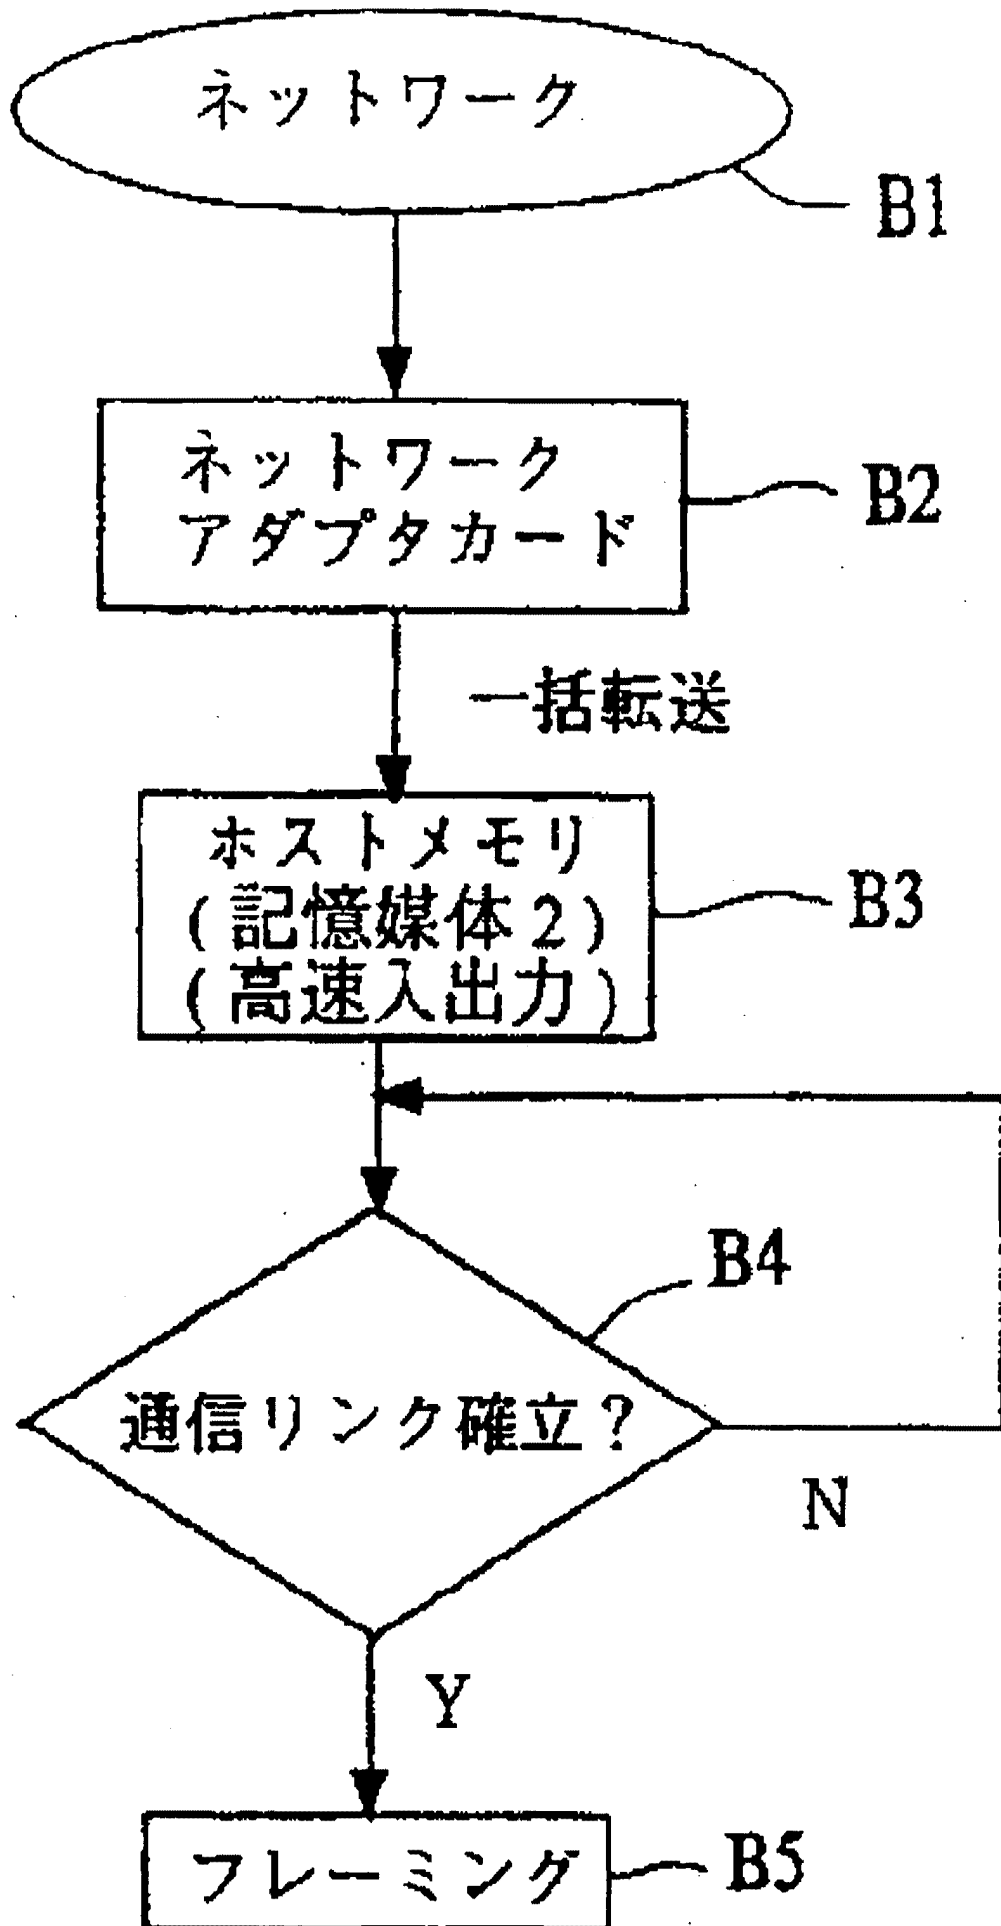 ネットワーク
B1
ネットワーク
アダプタカード
B2
一括転送
ホストメモリ
(記憶媒体2)
(高速入出力)
B3
B4
通信リンク確立?
N
Y
フレーミング
B5